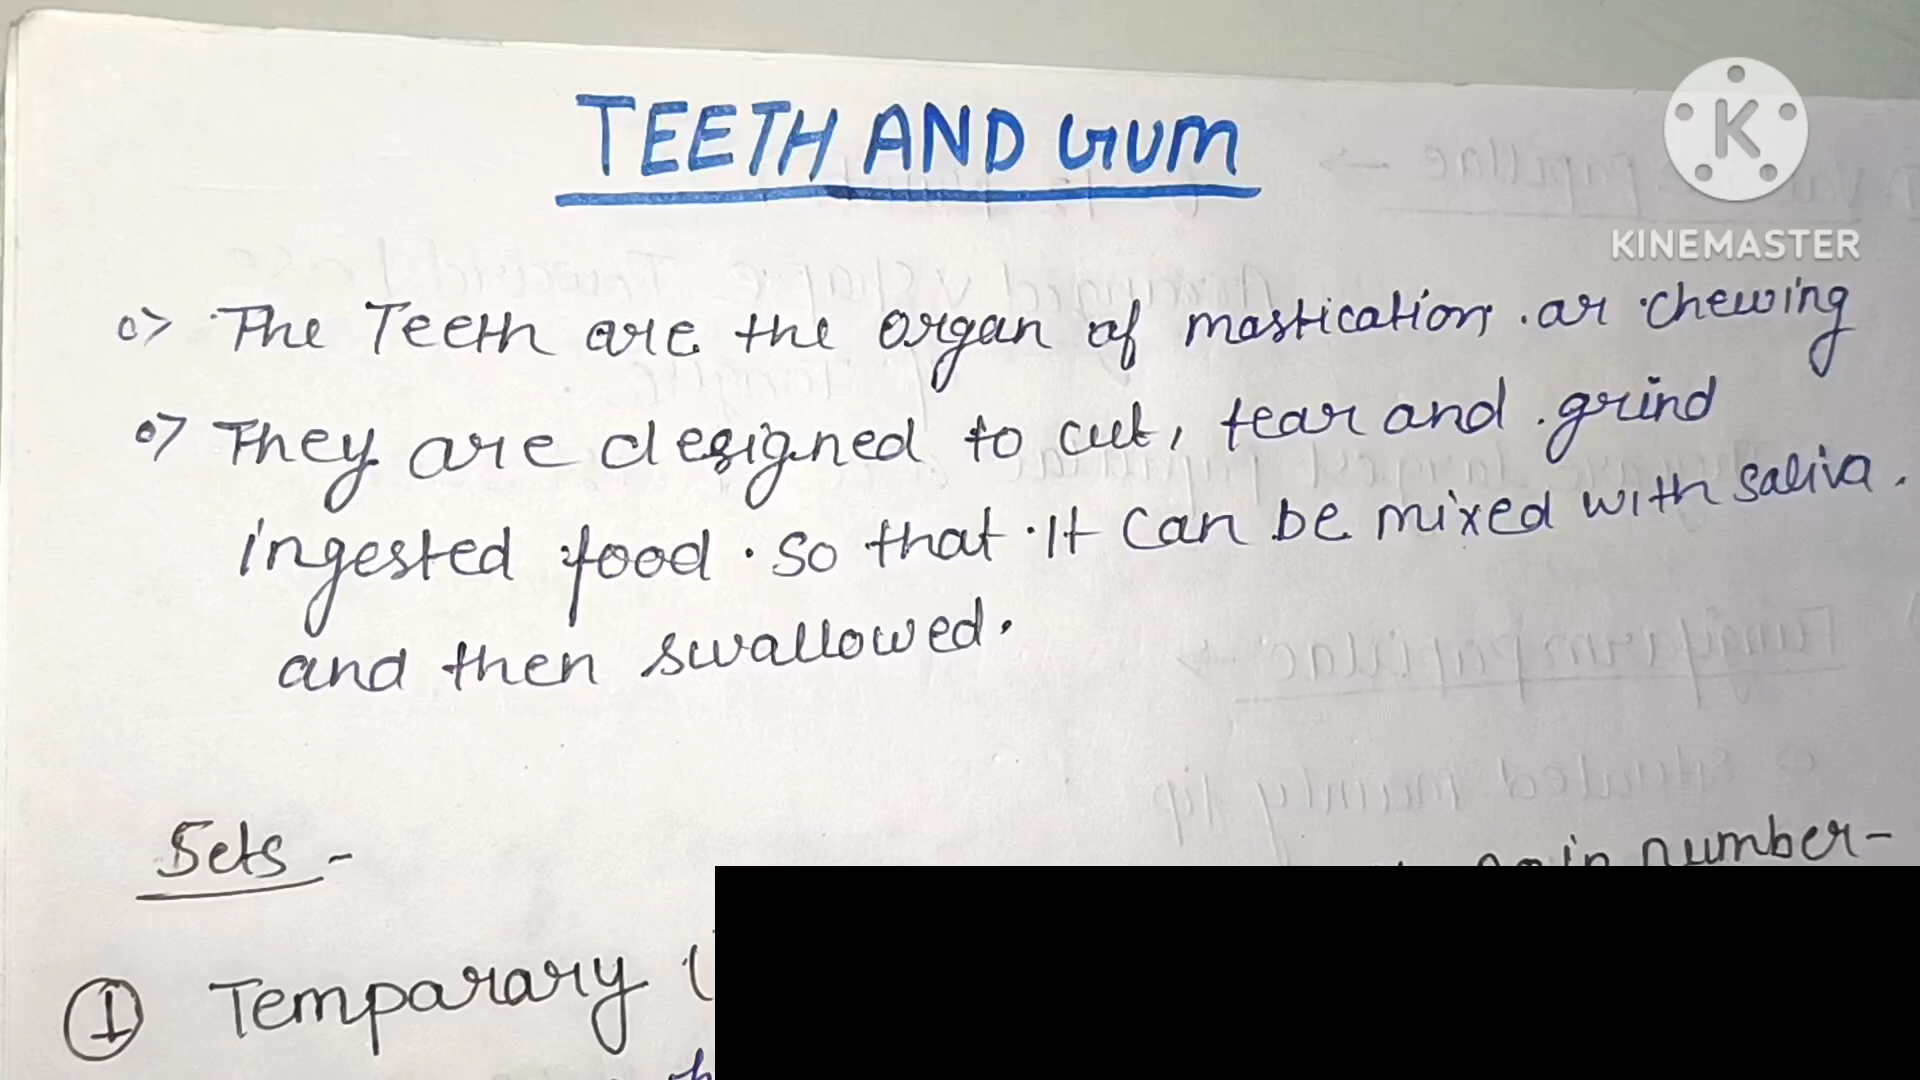 TEETH AND GUM
K
KINEMASTER
The Teeth are the organ of mastication ar chewing
They are designed to cut, tear and grind
ingested food. so that it can be mixed with saliva.
and then swallowed.
Sets -
in number-
① Temparary (